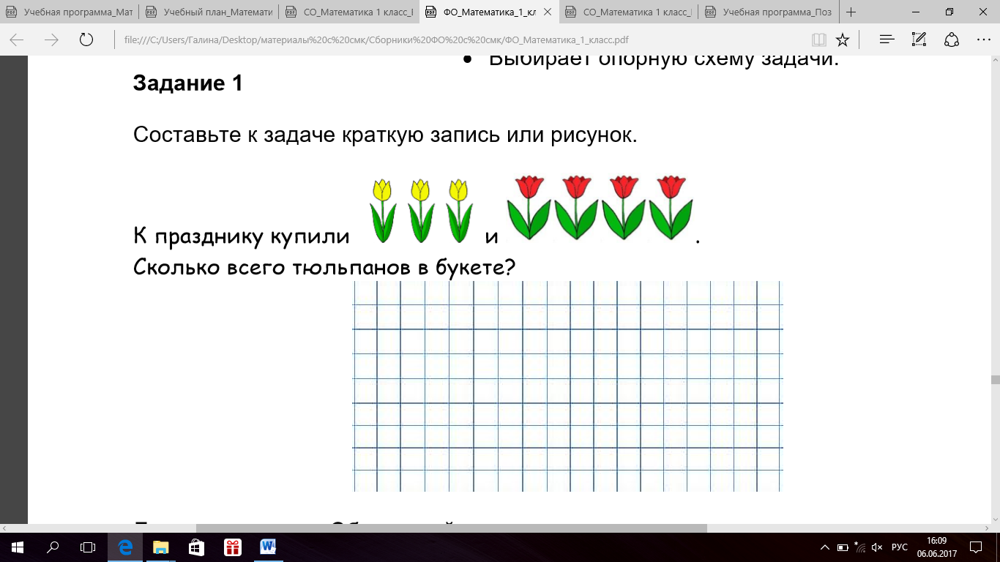 Учебная программа_Мат
Учебный план_Математи
СО_Математика 1 класс_
ФО_Математика_1_кл
СО_Математика 1 класс_
Учебная программа_Поз
file:///C:/Users/Галина/Desktop/материалы%20с%20смк/Сборники%20ФО%20с%20смк/ФО_Математика_1_класс.pdf
• Выбирает опорную схему задачи.
Задание 1
Составьте к задаче краткую запись или рисунок.
К празднику купили и .
Сколько всего тюльпанов в букете?
РУС
16:09
06.06.2017